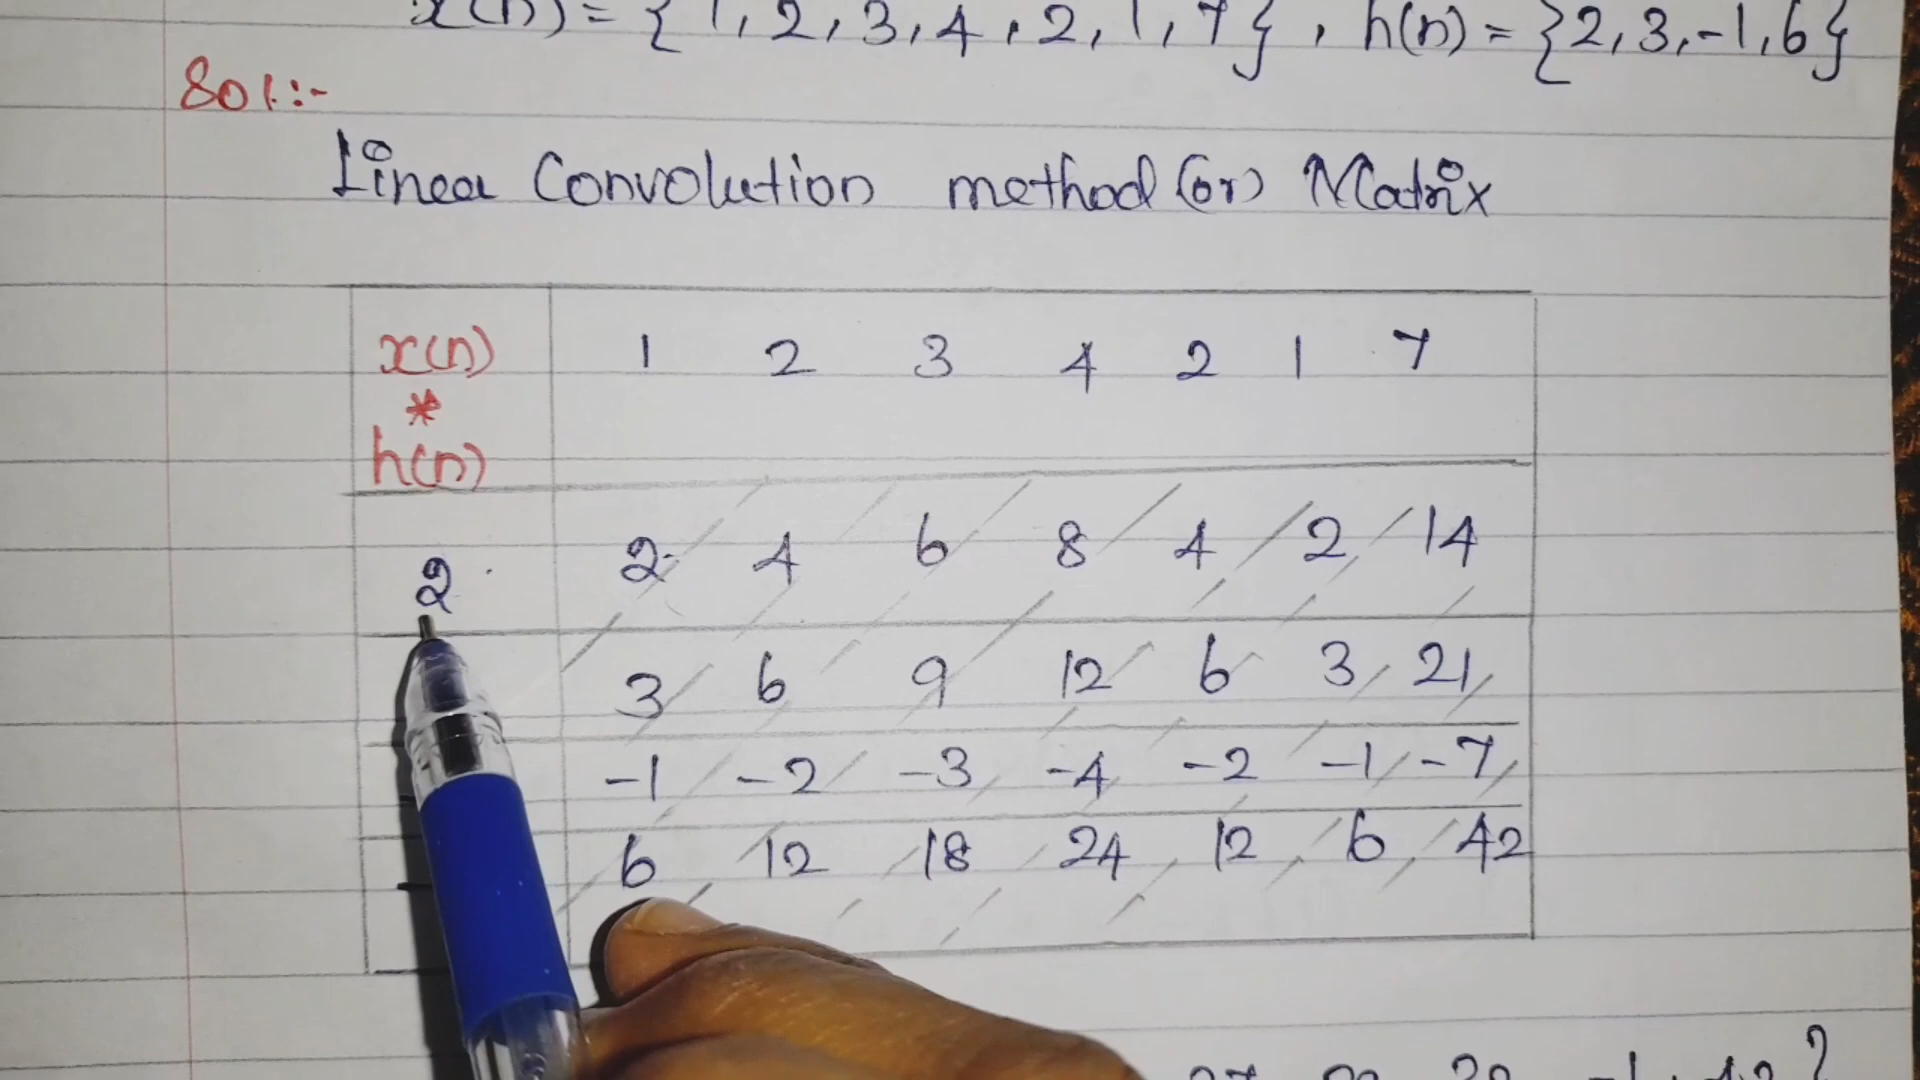 x(n) = {1, 2, 3, 4, 2, 1, 7}, h(n) = {2, 3, -1, 6}
Sol:-
Linear Convolution method (or) Matrix
x(n) 1 2 3 4 2 1 7
*
h(n)
2 2 4 6 8 4 2 14
3 6 9 12 6 3 21
-1 -2 -3 -4 -2 -1 -7
6 12 18 24 12 6 42
-1, 42}